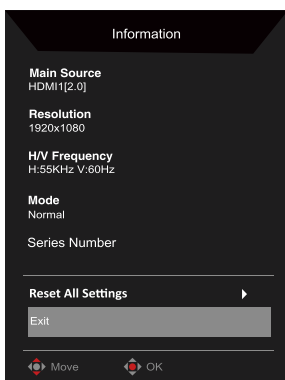 Information
Main Source
HDMI1[2.0]
Resolution
1920x1080
H/V Frequency
H:55KHz V:60Hz
Mode
Normal
Series Number
Reset All Settings
Exit
Move OK